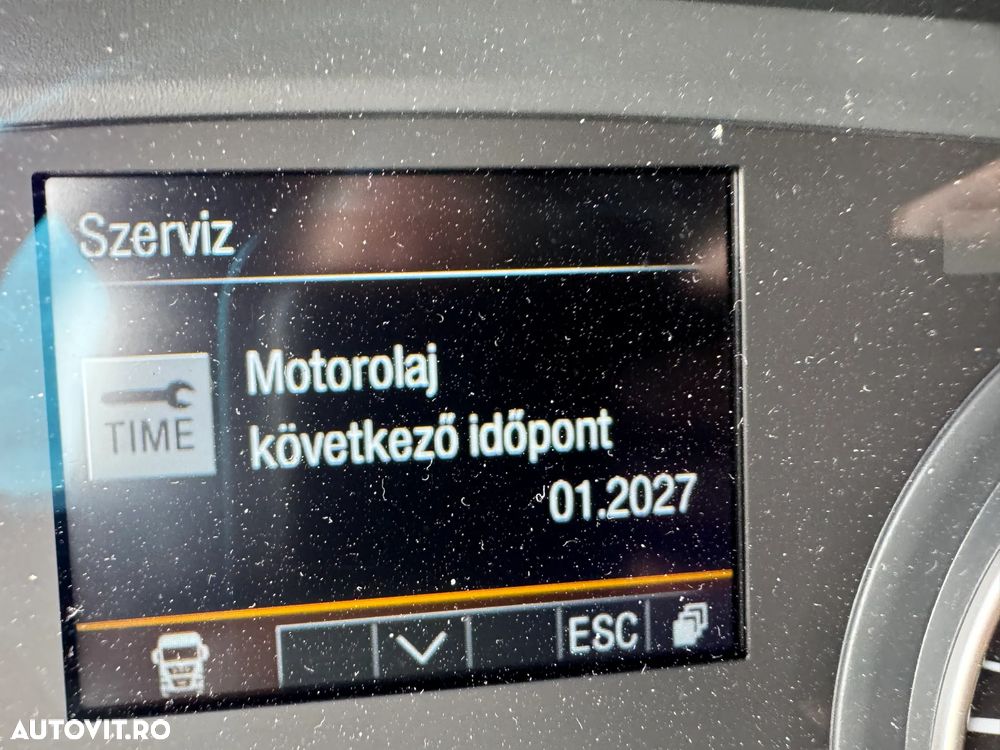 Szerviz
TIME
Motorolaj
következő időpont
01.2027
ESC
AUTOVIT.RO